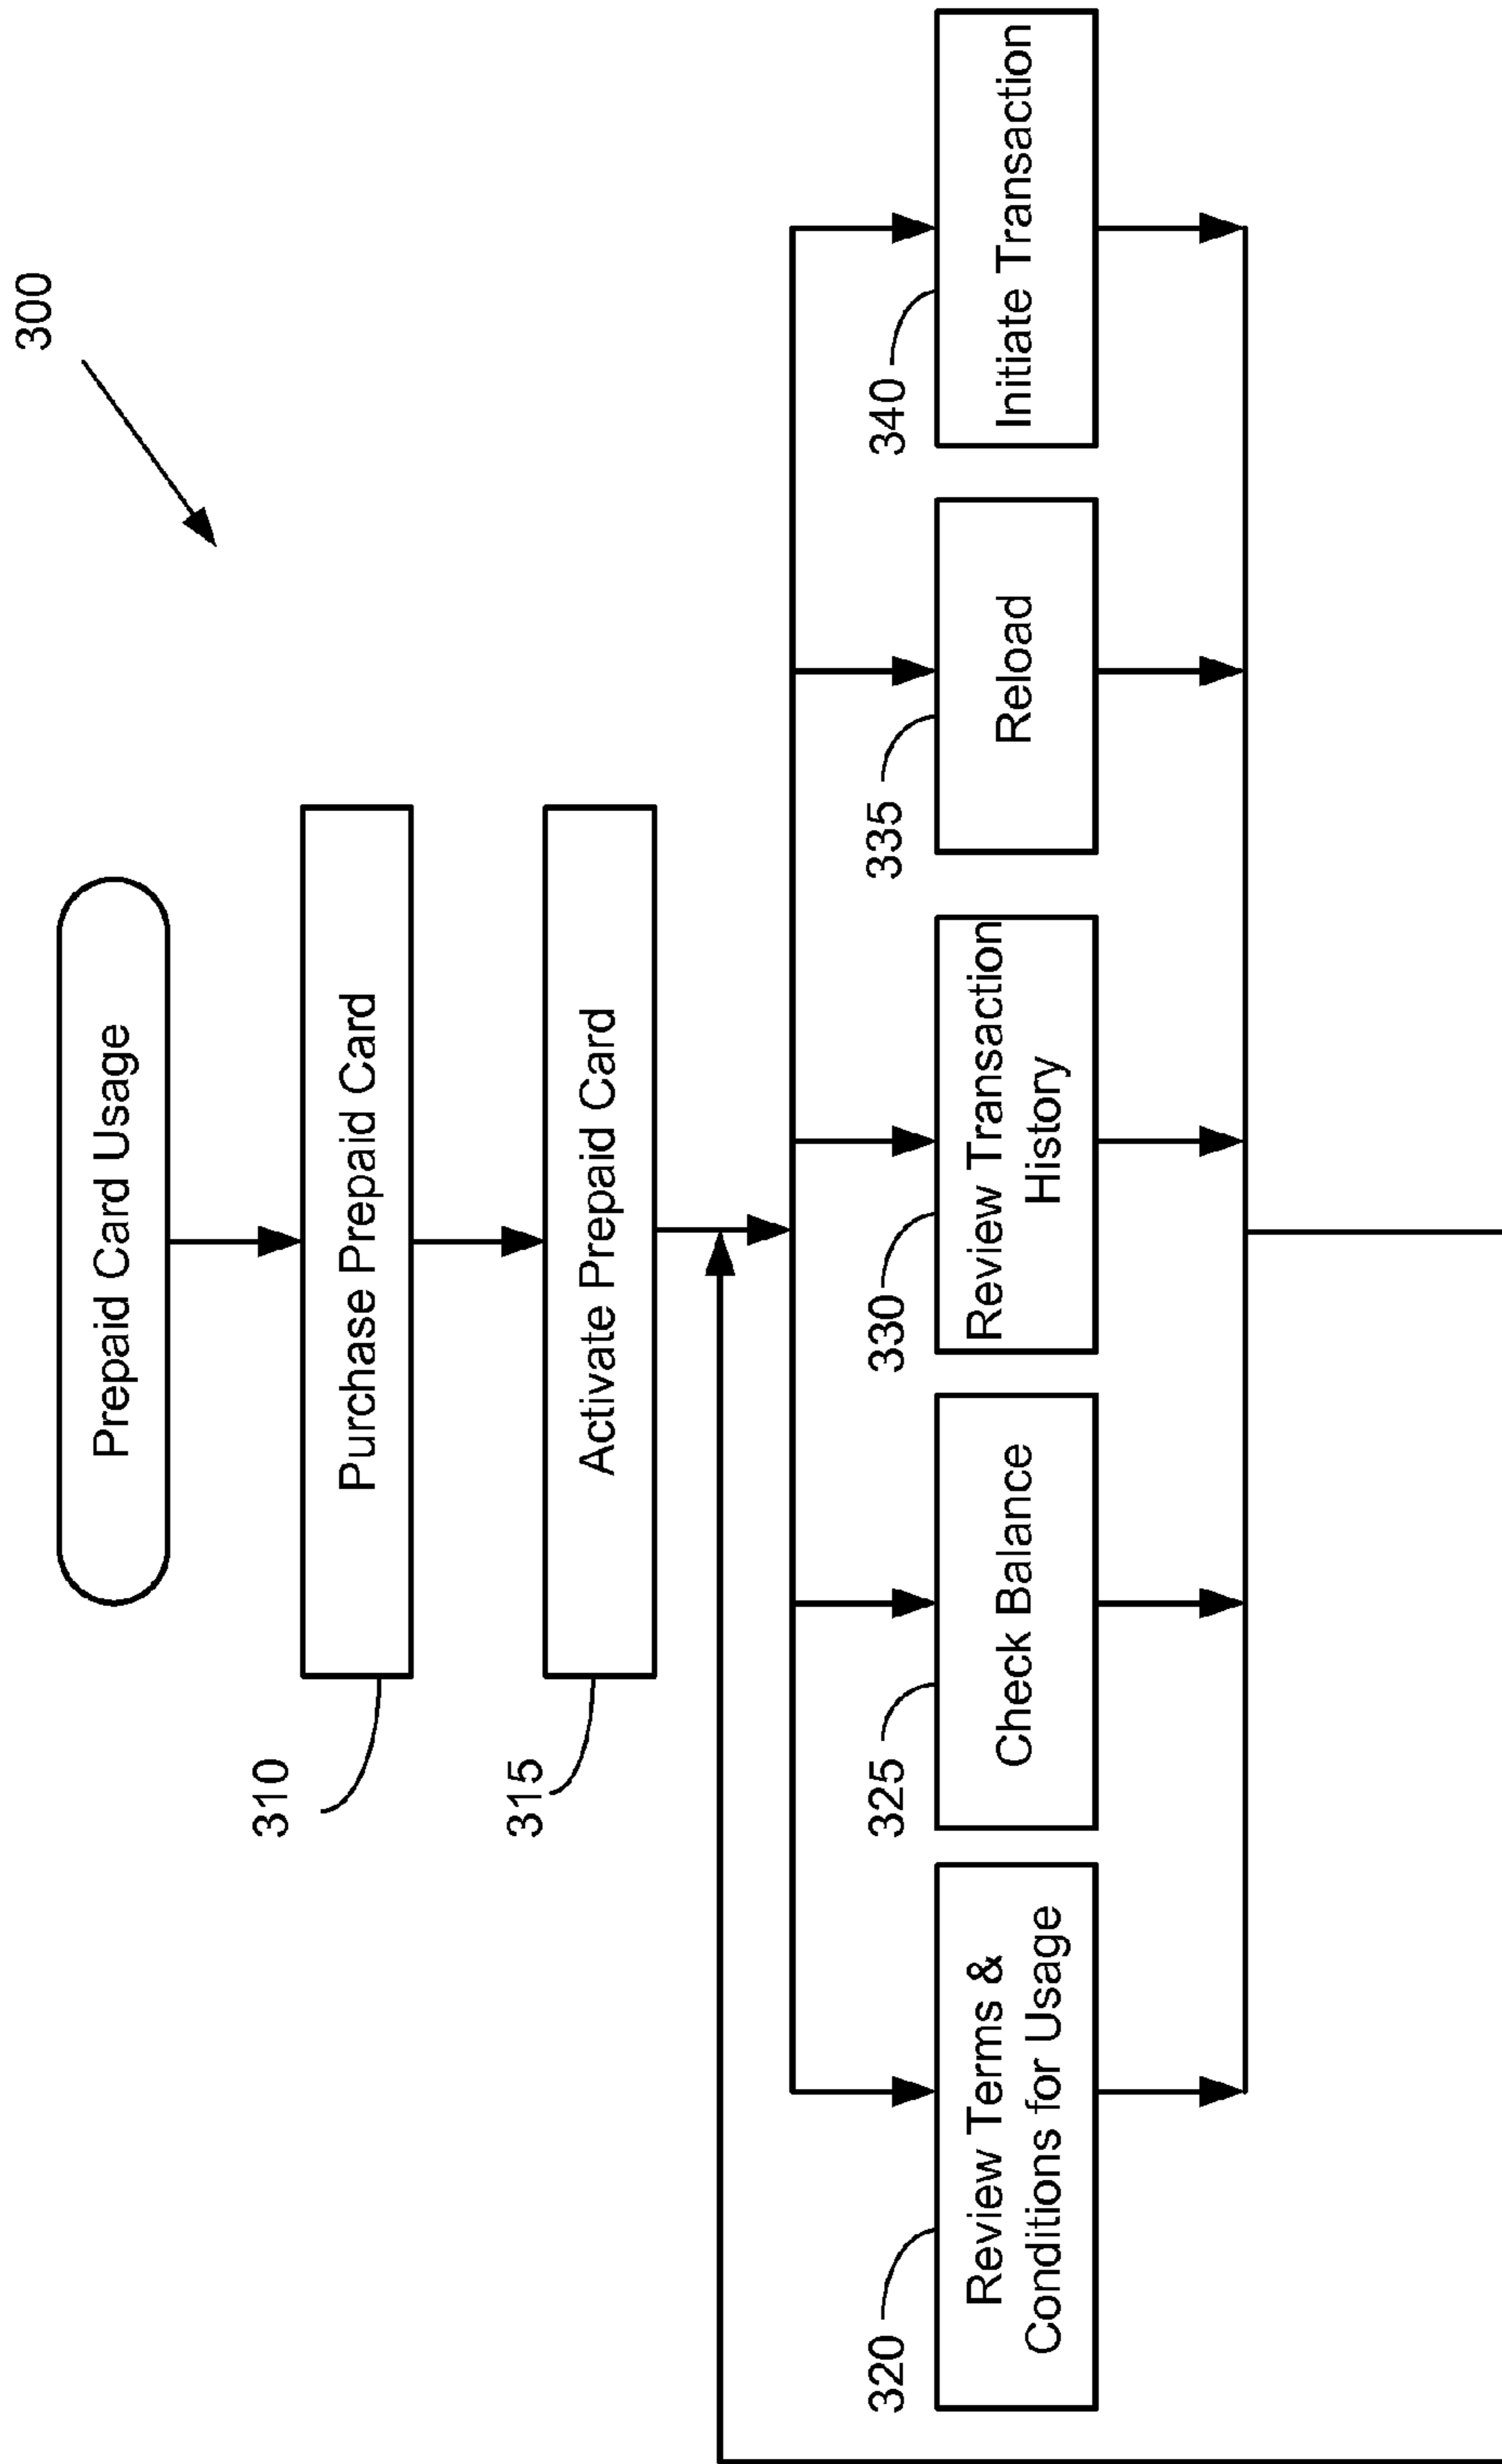 300
Prepaid Card Usage
310
Purchase Prepaid Card
315
Activate Prepaid Card
320
Review Terms &
Conditions for Usage
325
Check Balance
330
Review Transaction
History
335
Reload
340
Initiate Transaction